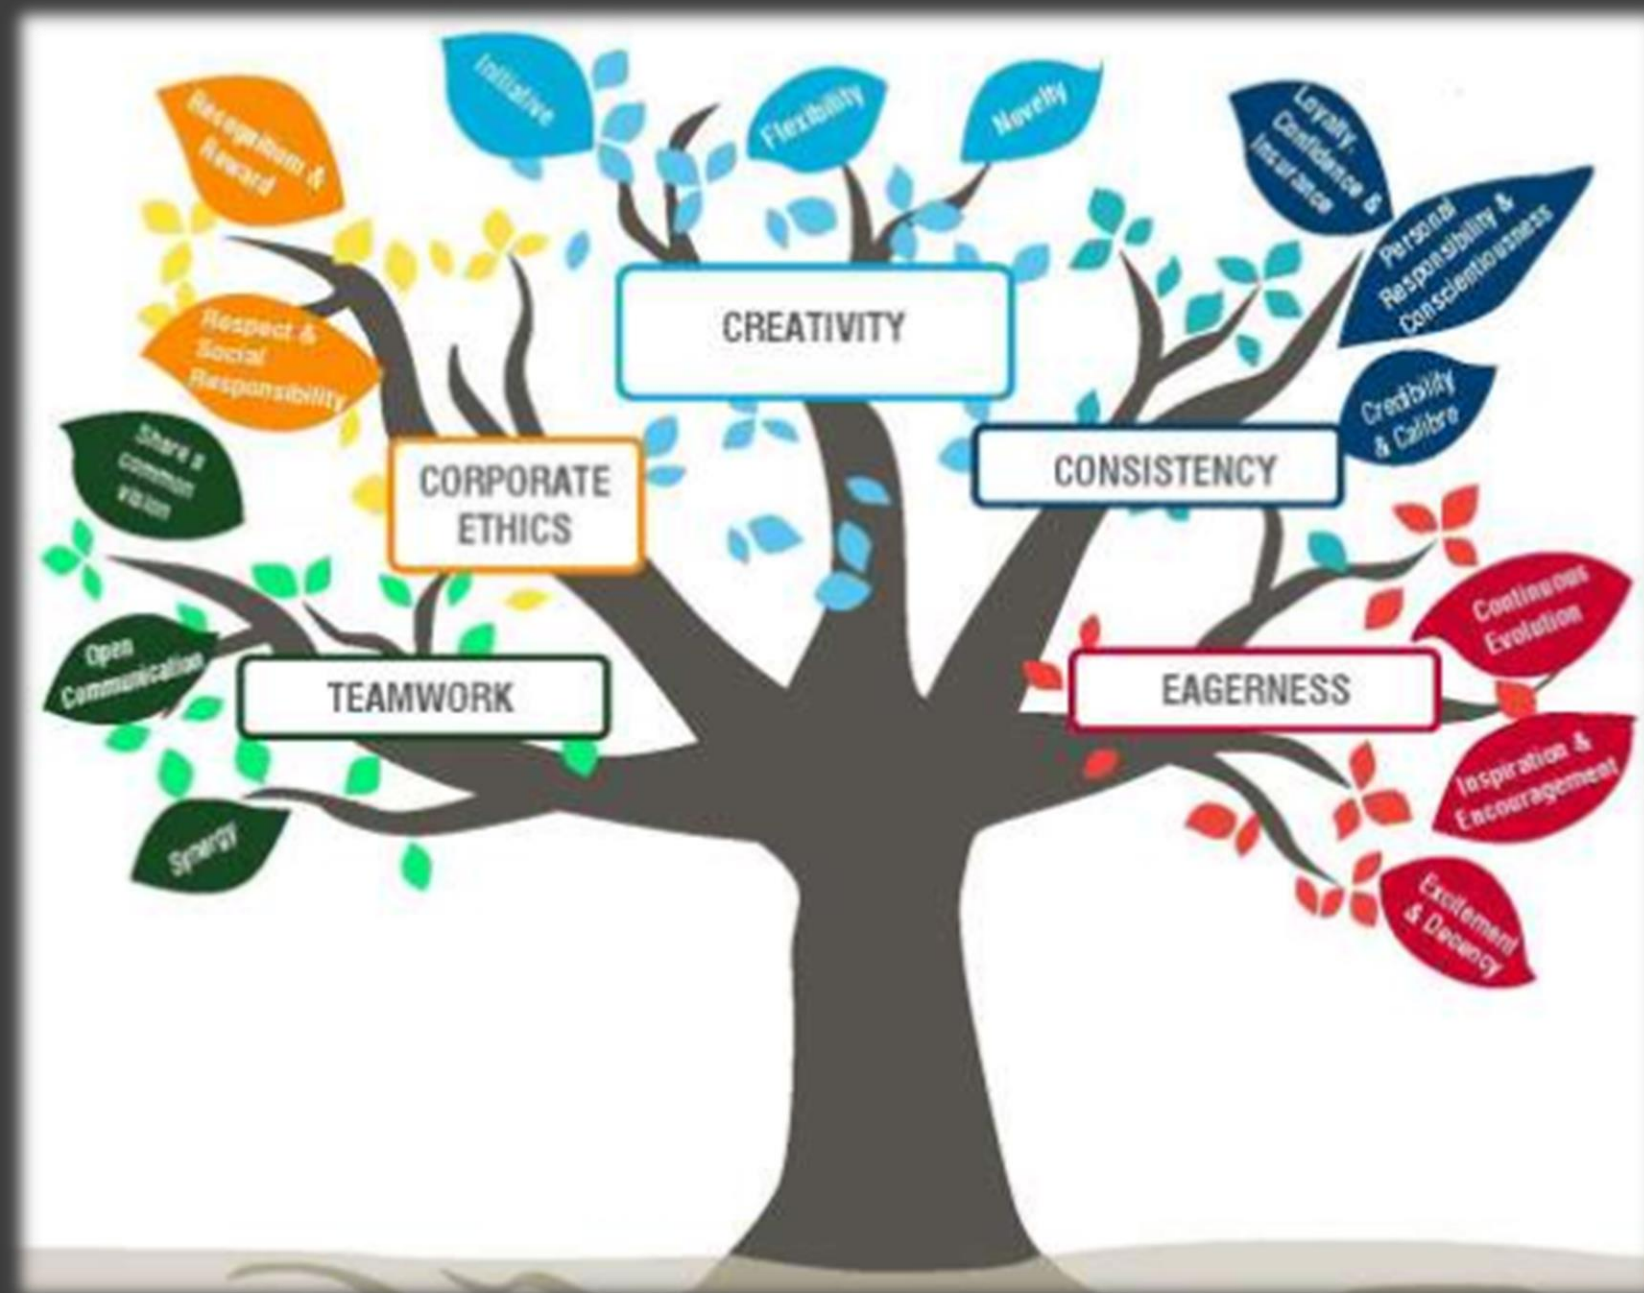 Initiative
Flexibility
Novelty
Recognition &
Reward
Loyalty,
Confidence &
Insurance
Personal
Responsibility &
Conscientiousness
CREATIVITY
Respect &
Social
Responsibility
Credibility
& Calibre
CORPORATE
ETHICS
CONSISTENCY
Share a
common
vision
Continuous
Evolution
Open
Communication
TEAMWORK
EAGERNESS
Inspiration &
Encouragement
Synergy
Excitement
& Decency